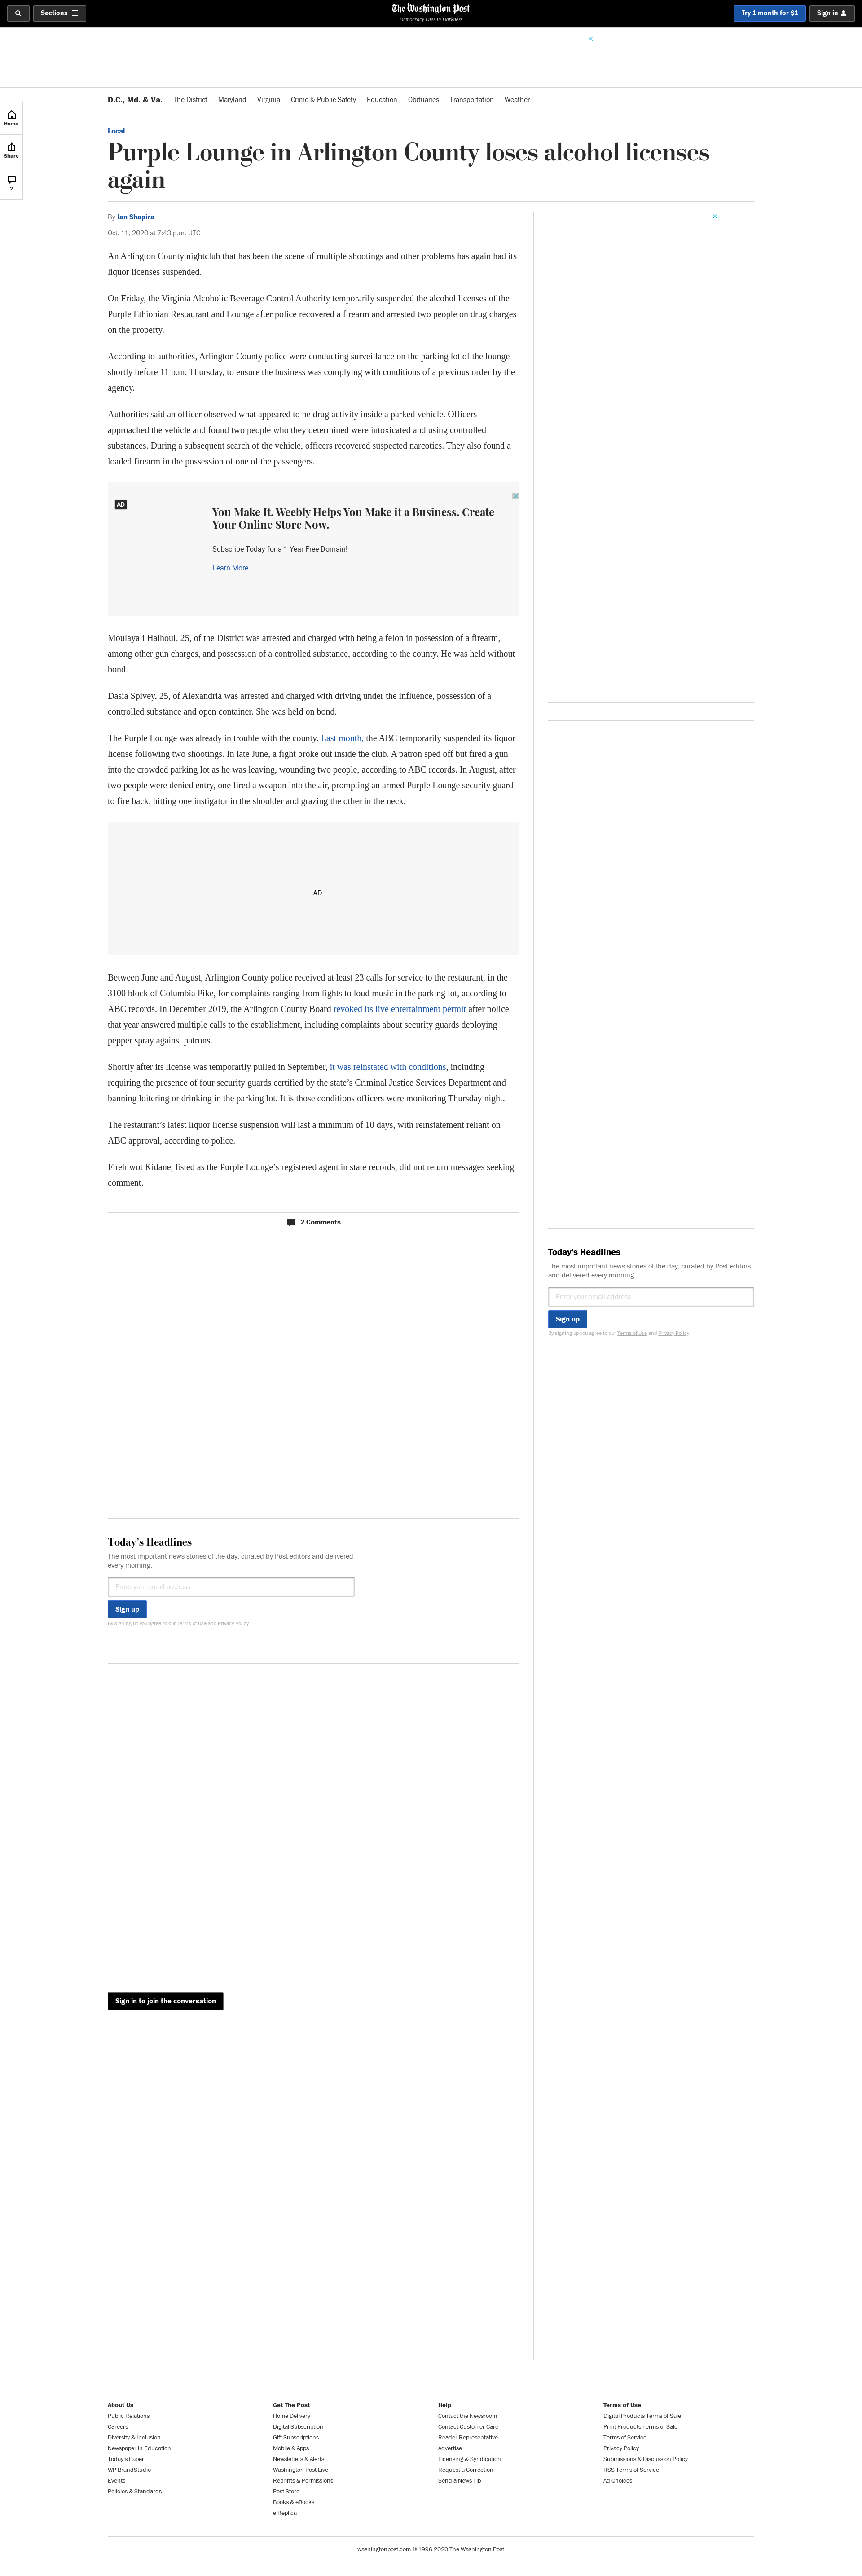 Sections
The Washington Post
Democracy Dies in Darkness
Try 1 month for $1
Sign in
D.C., Md. & Va.
The District
Maryland
Virginia
Crime & Public Safety
Education
Obituaries
Transportation
Weather
Home
Share
2
Local
Purple Lounge in Arlington County loses alcohol licenses
again
By Ian Shapira
Oct. 11, 2020 at 7:43 p.m. UTC
An Arlington County nightclub that has been the scene of multiple shootings and other problems has again had its
liquor licenses suspended.
On Friday, the Virginia Alcoholic Beverage Control Authority temporarily suspended the alcohol licenses of the
Purple Ethiopian Restaurant and Lounge after police recovered a firearm and arrested two people on drug charges
on the property.
According to authorities, Arlington County police were conducting surveillance on the parking lot of the lounge
shortly before 11 p.m. Thursday, to ensure the business was complying with conditions of a previous order by the
agency.
Authorities said an officer observed what appeared to be drug activity inside a parked vehicle. Officers
approached the vehicle and found two people who they determined were intoxicated and using controlled
substances. During a subsequent search of the vehicle, officers recovered suspected narcotics. They also found a
loaded firearm in the possession of one of the passengers.
AD
You Make It. Weebly Helps You Make it a Business. Create
Your Online Store Now.
Subscribe Today for a 1 Year Free Domain!
Learn More
Moulayali Halhoul, 25, of the District was arrested and charged with being a felon in possession of a firearm,
among other gun charges, and possession of a controlled substance, according to the county. He was held without
bond.
Dasia Spivey, 25, of Alexandria was arrested and charged with driving under the influence, possession of a
controlled substance and open container. She was held on bond.
The Purple Lounge was already in trouble with the county. Last month, the ABC temporarily suspended its liquor
license following two shootings. In late June, a fight broke out inside the club. A patron sped off but fired a gun
into the crowded parking lot as he was leaving, wounding two people, according to ABC records. In August, after
two people were denied entry, one fired a weapon into the air, prompting an armed Purple Lounge security guard
to fire back, hitting one instigator in the shoulder and grazing the other in the neck.
AD
Between June and August, Arlington County police received at least 23 calls for service to the restaurant, in the
3100 block of Columbia Pike, for complaints ranging from fights to loud music in the parking lot, according to
ABC records. In December 2019, the Arlington County Board revoked its live entertainment permit after police
that year answered multiple calls to the establishment, including complaints about security guards deploying
pepper spray against patrons.
Shortly after its license was temporarily pulled in September, it was reinstated with conditions, including
requiring the presence of four security guards certified by the state’s Criminal Justice Services Department and
banning loitering or drinking in the parking lot. It is those conditions officers were monitoring Thursday night.
The restaurant’s latest liquor license suspension will last a minimum of 10 days, with reinstatement reliant on
ABC approval, according to police.
Firehiwot Kidane, listed as the Purple Lounge’s registered agent in state records, did not return messages seeking
comment.
2 Comments
Today’s Headlines
The most important news stories of the day, curated by Post editors
and delivered every morning.
Enter your email address
Sign up
By signing up you agree to our Terms of Use and Privacy Policy
Today’s Headlines
The most important news stories of the day, curated by Post editors and delivered
every morning.
Enter your email address
Sign up
By signing up you agree to our Terms of Use and Privacy Policy
Sign in to join the conversation
About Us
Public Relations
Careers
Diversity & Inclusion
Newspaper in Education
Today's Paper
WP BrandStudio
Events
Policies & Standards
Get The Post
Home Delivery
Digital Subscription
Gift Subscriptions
Mobile & Apps
Newsletters & Alerts
Washington Post Live
Reprints & Permissions
Post Store
Books & eBooks
e-Replica
Help
Contact the Newsroom
Contact Customer Care
Reader Representative
Advertise
Licensing & Syndication
Request a Correction
Send a News Tip
Terms of Use
Digital Products Terms of Sale
Print Products Terms of Sale
Terms of Service
Privacy Policy
Submissions & Discussion Policy
RSS Terms of Service
Ad Choices
washingtonpost.com © 1996-2020 The Washington Post